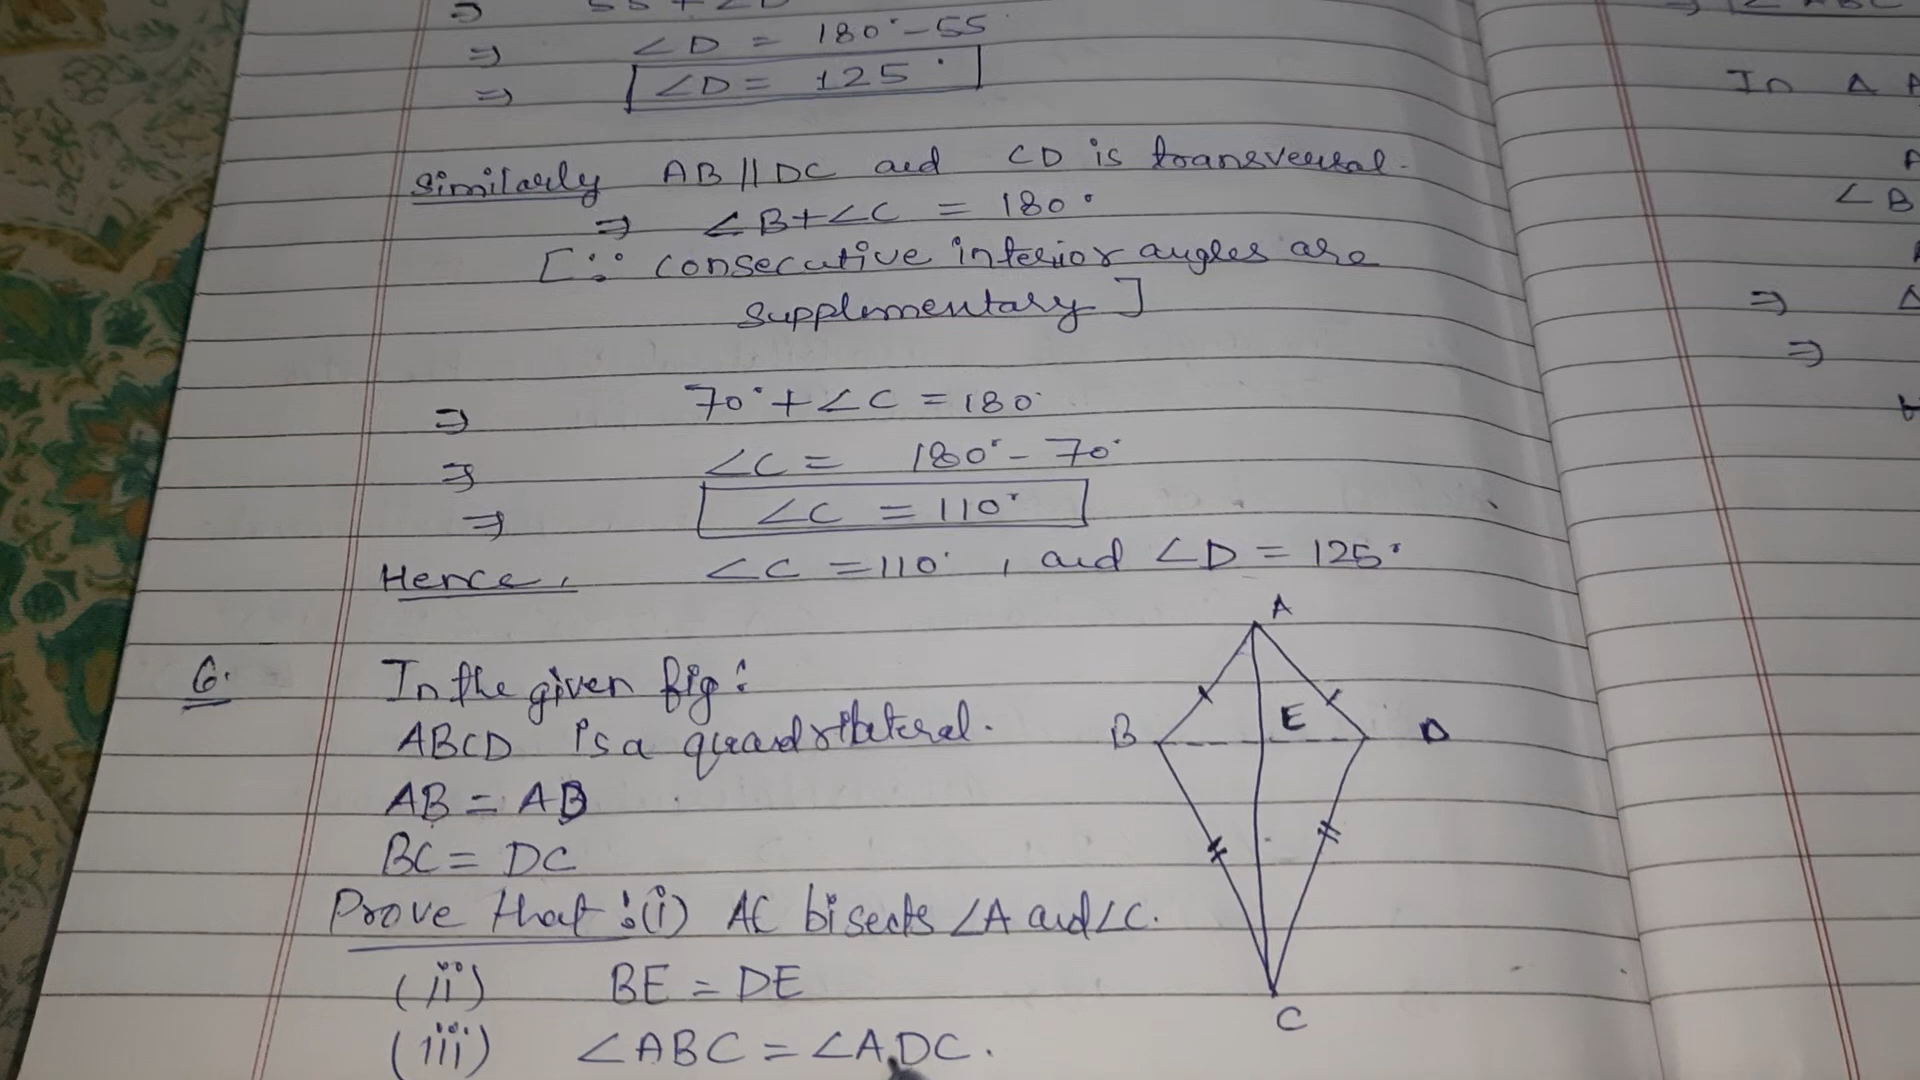 ⇒
⇒ ∠D = 180°-55
⇒ ∠D = 125°
Similarly AB || DC and CD is transversal.
⇒ ∠B+∠C = 180°
[∵ consecutive interior angles are
supplementary]
⇒ 70°+∠C = 180°
⇒ ∠C = 180°- 70°
⇒ ∠C = 110°
Hence, ∠C = 110°, and ∠D = 125°
6. In the given fig:
ABCD is a quadrilateral.
AB = AD
BC = DC
Prove that :(i) AC bisects ∠A and ∠C.
(ii) BE = DE
(iii) ∠ABC = ∠ADC.
A
B E D
C
⇒ ∠ABC
In Δ
∠B
⇒
⇒